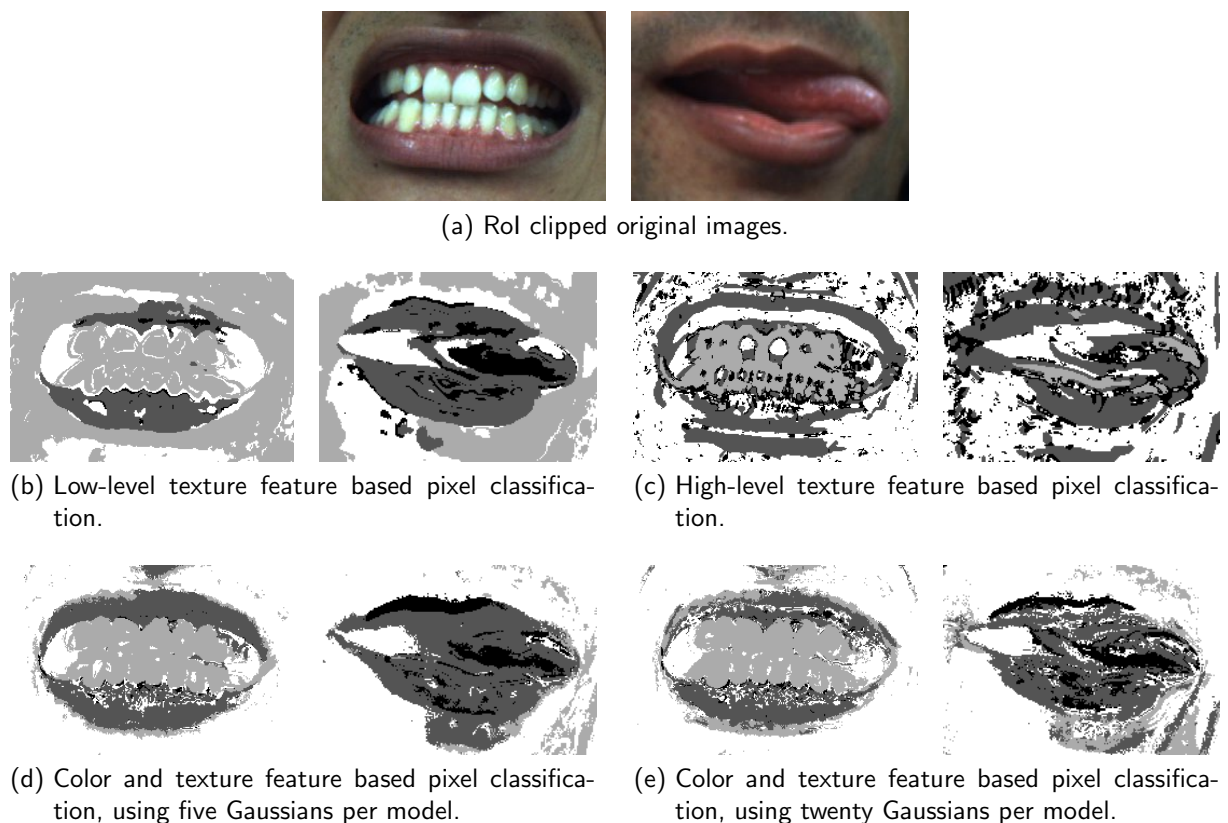 (a) RoI clipped original images.
(b) Low-level texture feature based pixel classifica-
tion.
(c) High-level texture feature based pixel classifica-
tion.
(d) Color and texture feature based pixel classifica-
tion, using five Gaussians per model.
(e) Color and texture feature based pixel classifica-
tion, using twenty Gaussians per model.